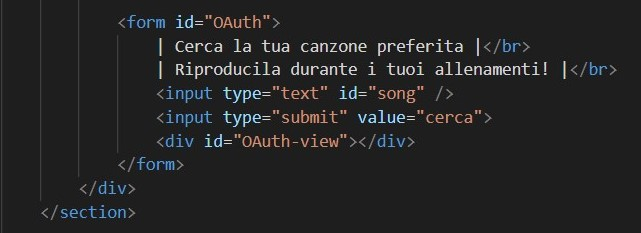 <form id="OAuth">
| Cerca la tua canzone preferita |</br>
| Riproducila durante i tuoi allenamenti! |</br>
<input type="text" id="song" />
<input type="submit" value="cerca">
<div id="OAuth-view"></div>
</form>
</div>
</section>